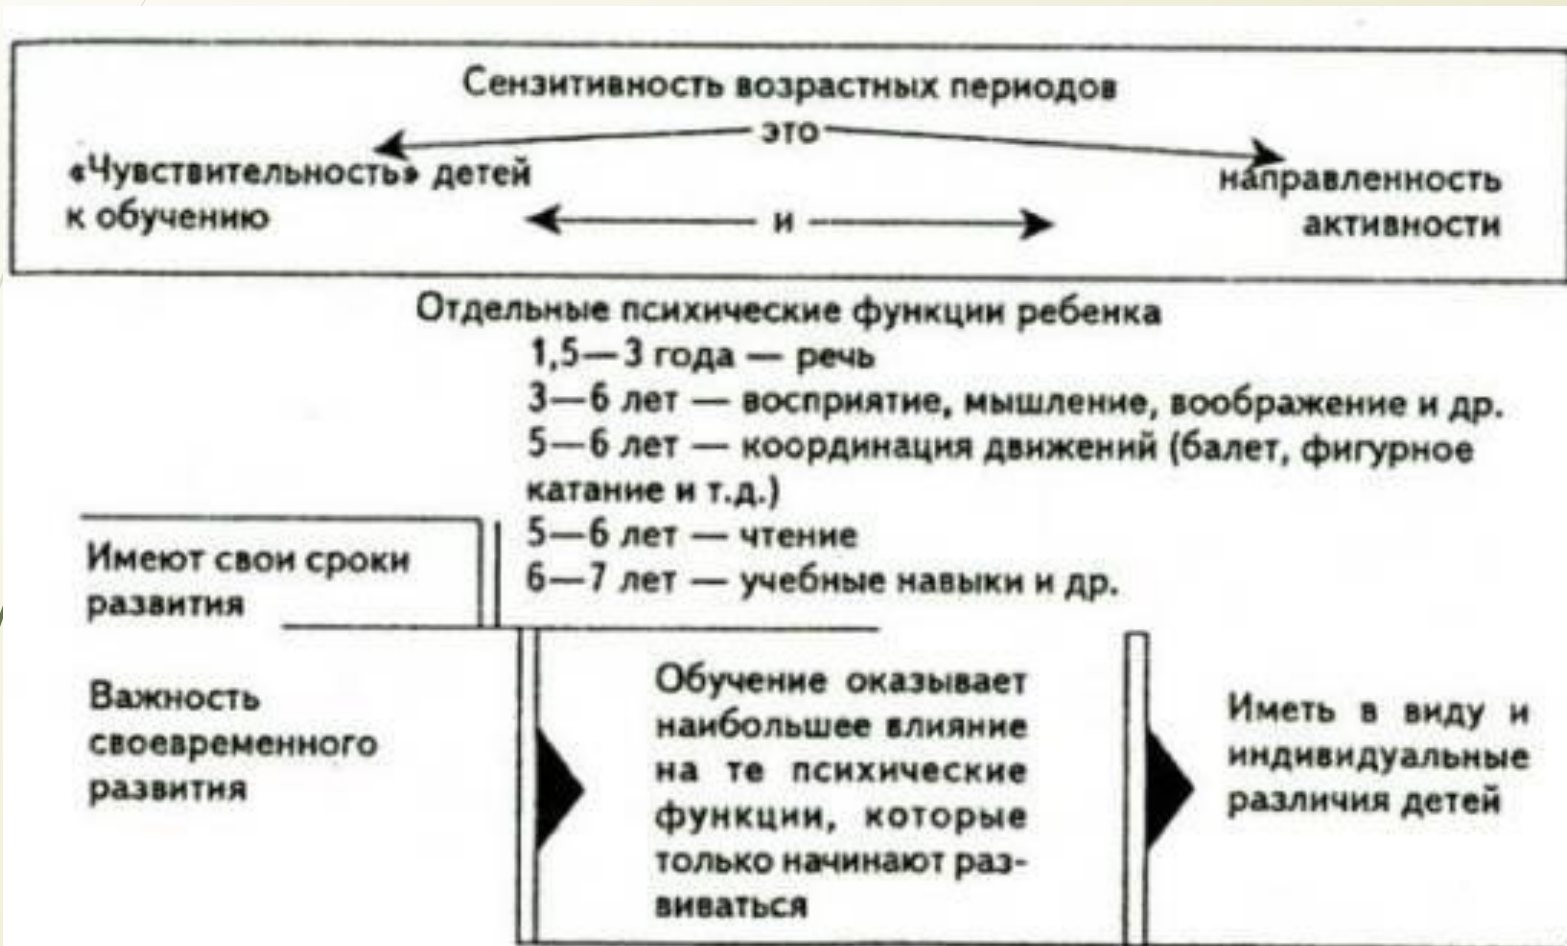 Сензитивность возрастных периодов
это
«Чувствительность» детей
к обучению
и
направленность
активности
Отдельные психические функции ребенка
1,5—3 года — речь
3—6 лет — восприятие, мышление, воображение и др.
5—6 лет — координация движений (балет, фигурное
катание и т.д.)
5—6 лет — чтение
6—7 лет — учебные навыки и др.
Имеют свои сроки
развития
Важность
своевременного
развития
Обучение оказывает
наибольшее влияние
на те психические
функции, которые
только начинают раз-
виваться
Иметь в виду и
индивидуальные
различия детей